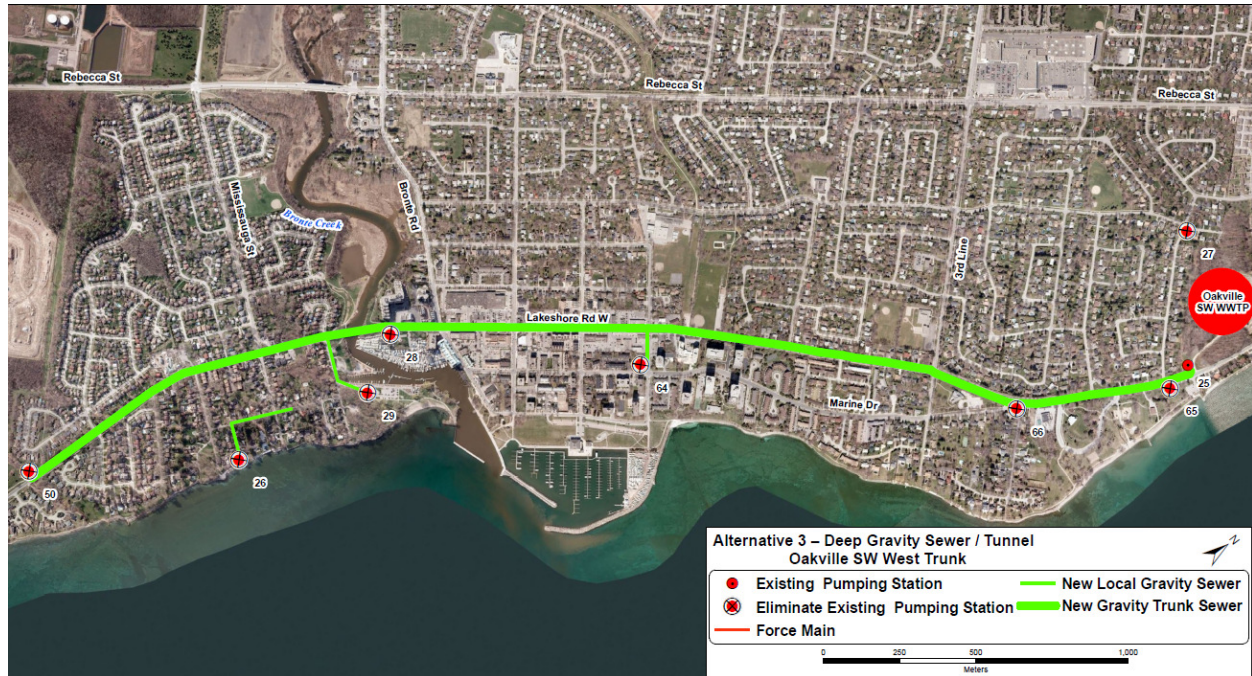 Rebecca St
Rebecca St
Rebecca St
Mississauga St
Bronte Creek
Bronte Rd
3rd Line
27
Oakville
SW WWTP
Lakeshore Rd W
28
64
25
65
29
Marine Dr
66
50
26
Alternative 3 – Deep Gravity Sewer / Tunnel
Oakville SW West Trunk
N
Existing Pumping Station
New Local Gravity Sewer
Eliminate Existing Pumping Station
New Gravity Trunk Sewer
Force Main
0 250 500 1,000
Meters